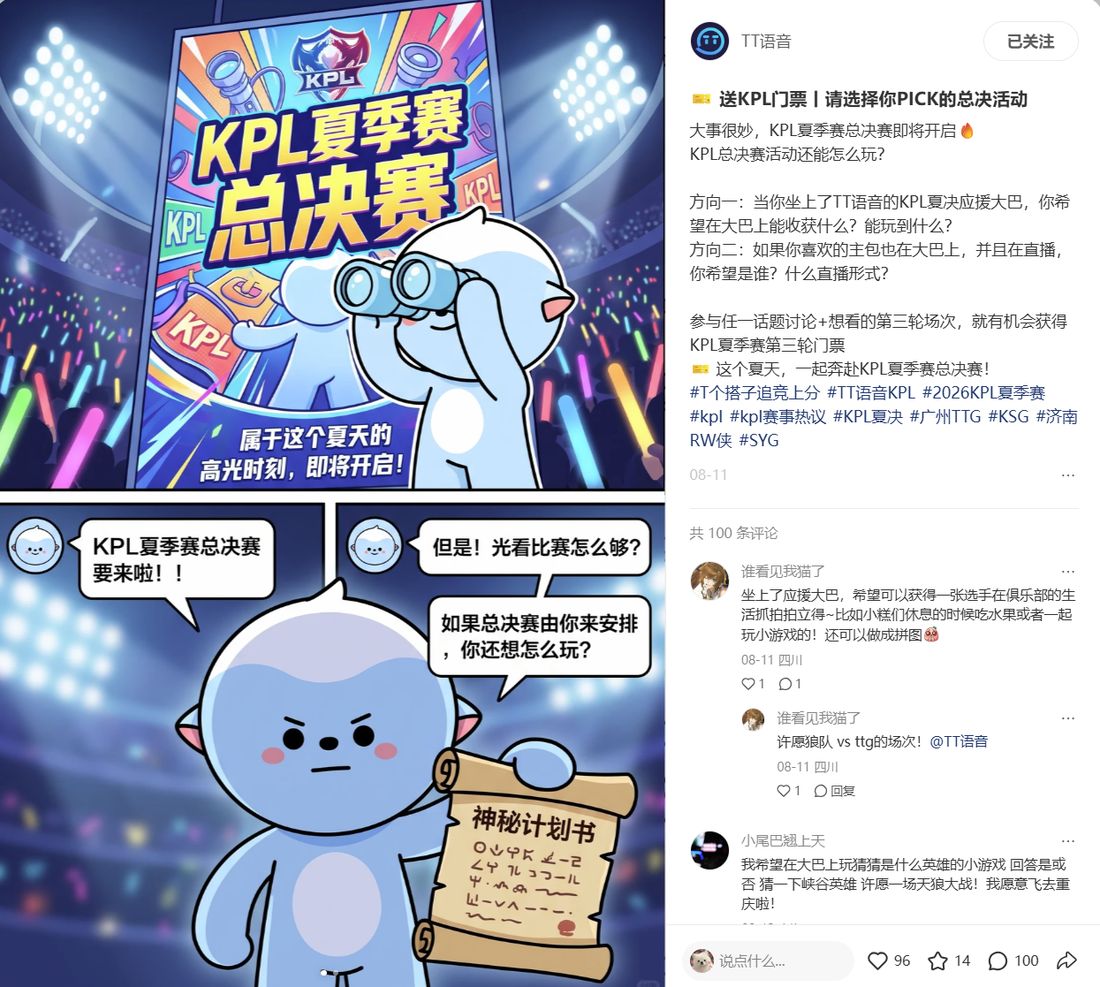 KPL
KPL夏季赛
总决赛
KPL
KPL
KPL
属于这个夏天的
高光时刻，即将开启！
KPL夏季赛总决赛
要来啦！！
但是！光看比赛怎么够？
如果总决赛由你来安排
，你还想怎么玩？
神秘计划书
TT语音
已关注
🎫 送KPL门票丨请选择你PICK的总决活动
大事很妙，KPL夏季赛总决赛即将开启🔥
KPL总决赛活动还能怎么玩？
方向一：当你坐上了TT语音的KPL夏决应援大巴，你希
望在大巴上能收获什么？能玩到什么？
方向二：如果你喜欢的主包也在大巴上，并且在直播，
你希望是谁？什么直播形式？
参与任一话题讨论+想看的第三轮场次，就有机会获得
KPL夏季赛第三轮门票
🎫 这个夏天，一起奔赴KPL夏季赛总决赛！
#T个搭子追竞上分 #TT语音KPL #2026KPL夏季赛
#kpl #kpl赛事热议 #KPL夏决 #广州TTG #KSG #济南
RW侠 #SYG
08-11
共 100 条评论
谁看见我猫了
坐上了应援大巴，希望可以获得一张选手在俱乐部的生
活抓拍拍立得~比如小糕们休息的时候吃水果或者一起
玩小游戏的！还可以做成拼图
08-11 四川
1
1
谁看见我猫了
许愿狼队 vs ttg的场次！@TT语音
08-11 四川
1
回复
小尾巴翘上天
我希望在大巴上玩猜猜是什么英雄的小游戏 回答是或
否 猜一下峡谷英雄 许愿一场天狼大战！我愿意飞去重
庆啦！
说点什么...
96
14
100